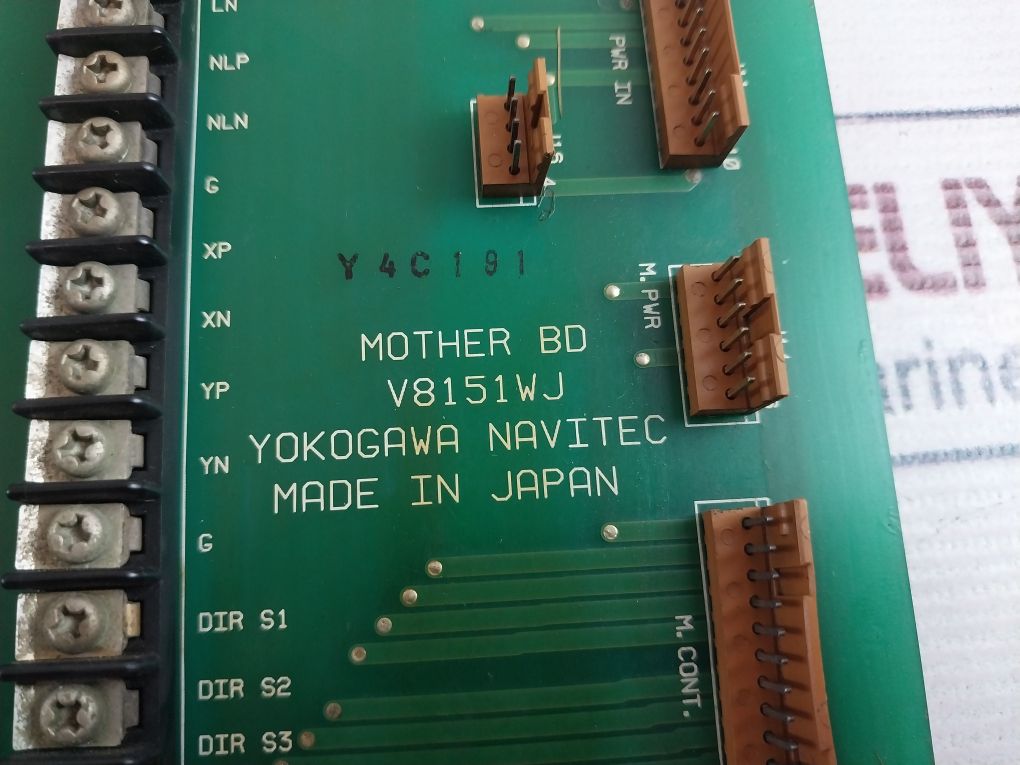 LN
NLP
NLN
G
XP
XN
YP
YN
G
DIR S1
DIR S2
DIR S3
PWR IN
Y4C191
M.PWR
MOTHER BD
V8151WJ
YOKOGAWA NAVITEC
MADE IN JAPAN
M.CONT.